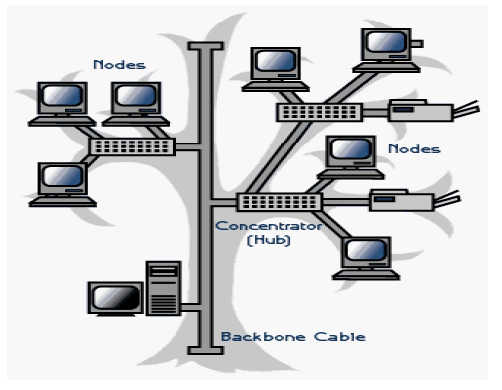 Nodes
Nodes
Concentrator
(Hub)
Backbone Cable